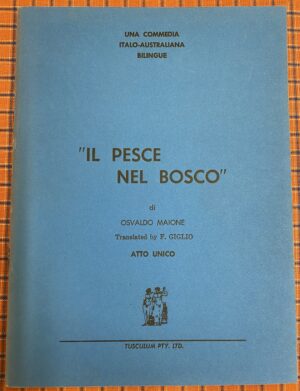 UNA COMMEDIA
ITALO-AUSTRALIANA
BILINGUE
"IL PESCE
NEL BOSCO"
di
OSVALDO MAIONE
Translated by F. GIGLIO
ATTO UNICO
TUSCULUM PTY. LTD.